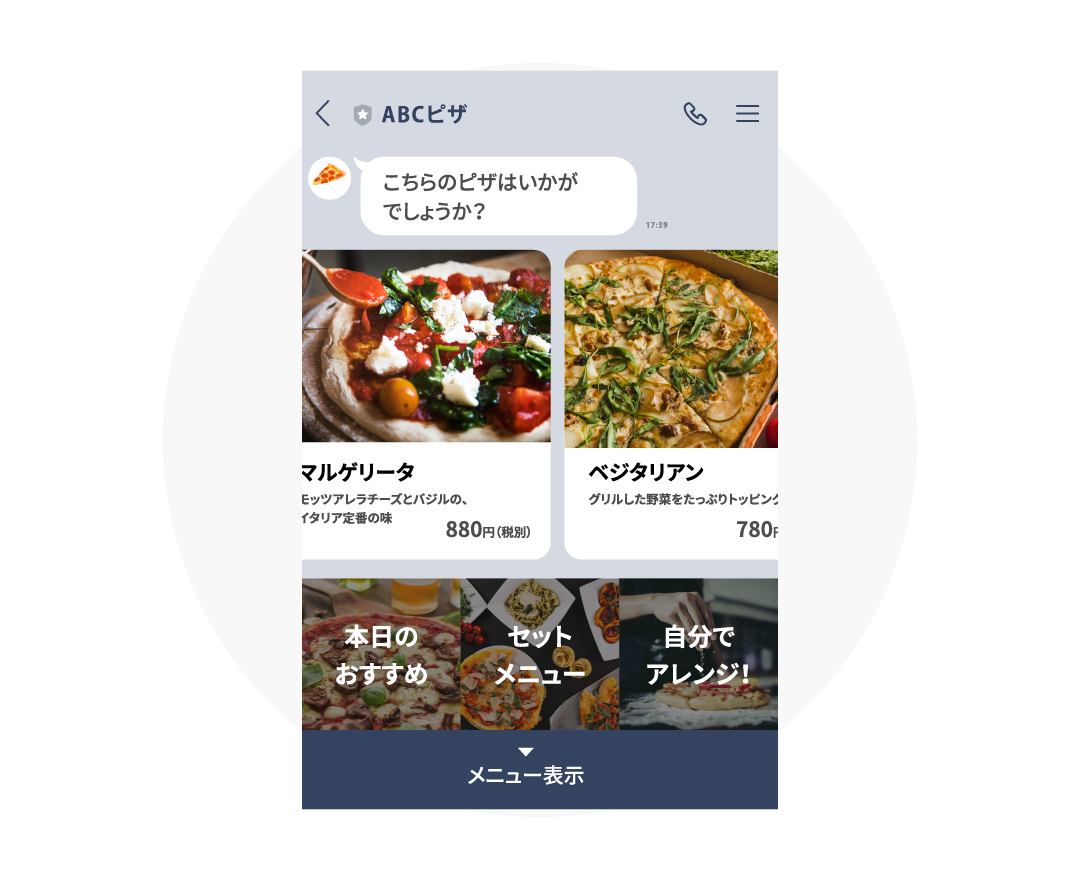 ABCピザ
こちらのピザはいかが
でしょうか？
17:39
マルゲリータ
モッツアレラチーズとバジルの、
イタリア定番の味
880円（税別）
ベジタリアン
グリルした野菜をたっぷりトッピング
780円
本日の
おすすめ
セット
メニュー
自分で
アレンジ！
メニュー表示